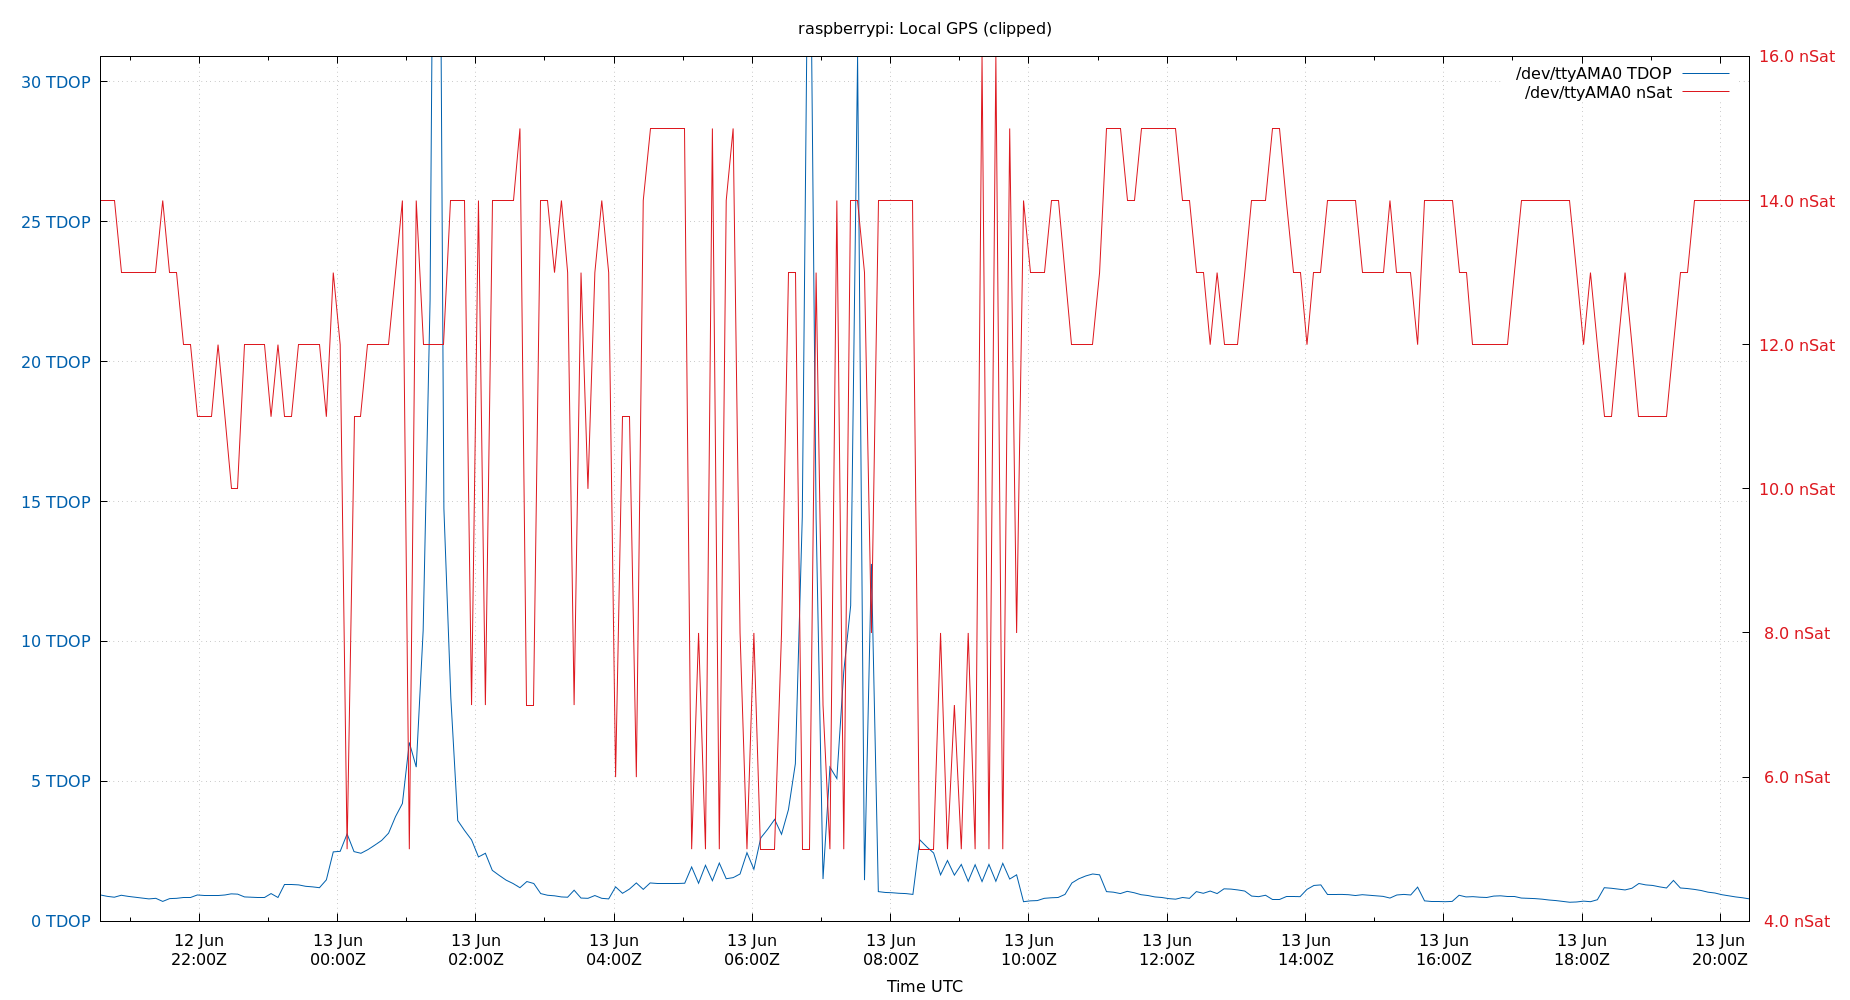 raspberrypi: Local GPS (clipped)
30 TDOP
25 TDOP
20 TDOP
15 TDOP
10 TDOP
5 TDOP
0 TDOP
16.0 nSat
14.0 nSat
12.0 nSat
10.0 nSat
8.0 nSat
6.0 nSat
4.0 nSat
/dev/ttyAMA0 TDOP
/dev/ttyAMA0 nSat
12 Jun
22:00Z
13 Jun
00:00Z
13 Jun
02:00Z
13 Jun
04:00Z
13 Jun
06:00Z
13 Jun
08:00Z
13 Jun
10:00Z
13 Jun
12:00Z
13 Jun
14:00Z
13 Jun
16:00Z
13 Jun
18:00Z
13 Jun
20:00Z
Time UTC